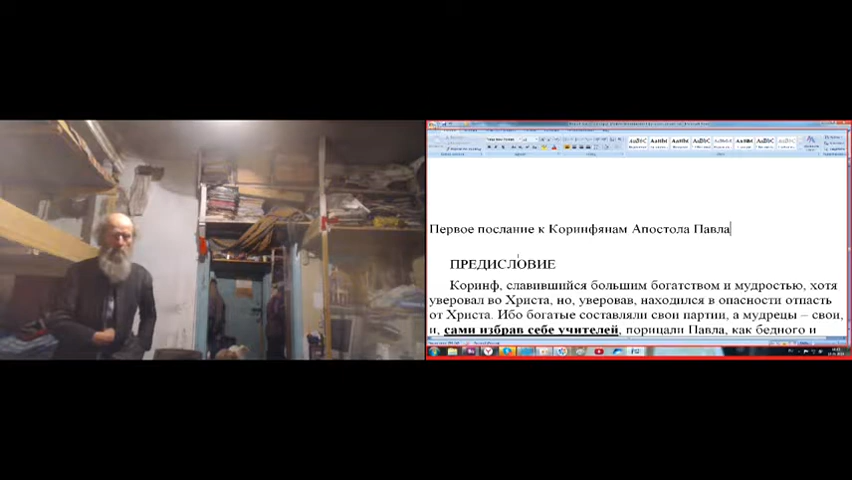 Первое послание к Коринфянам Апостола Павла
ПРЕДИСЛОВИЕ
Коринф, славившийся большим богатством и мудростью, хотя
уверовал во Христа, но, уверовав, находился в опасности отпасть
от Христа. Ибо богатые составляли свои партии, а мудрецы – свои,
и, сами избрав себе учителей, порицали Павла, как бедного и